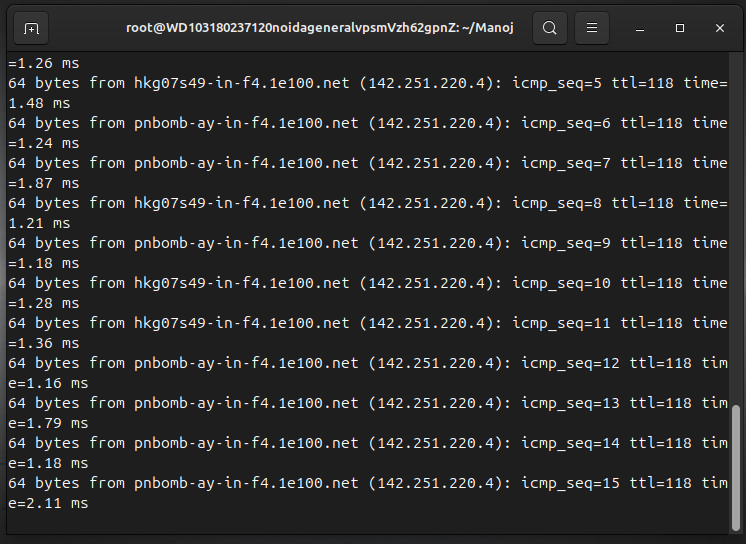 root@WD103180237120noidageneralvpsmVzh62gpnZ: ~/Manoj
=1.26 ms
64 bytes from hkg07s49-in-f4.1e100.net (142.251.220.4): icmp_seq=5 ttl=118 time=
1.48 ms
64 bytes from pnbomb-ay-in-f4.1e100.net (142.251.220.4): icmp_seq=6 ttl=118 time
=1.24 ms
64 bytes from pnbomb-ay-in-f4.1e100.net (142.251.220.4): icmp_seq=7 ttl=118 time
=1.87 ms
64 bytes from hkg07s49-in-f4.1e100.net (142.251.220.4): icmp_seq=8 ttl=118 time=
1.21 ms
64 bytes from pnbomb-ay-in-f4.1e100.net (142.251.220.4): icmp_seq=9 ttl=118 time
=1.18 ms
64 bytes from hkg07s49-in-f4.1e100.net (142.251.220.4): icmp_seq=10 ttl=118 time
=1.28 ms
64 bytes from hkg07s49-in-f4.1e100.net (142.251.220.4): icmp_seq=11 ttl=118 time
=1.36 ms
64 bytes from pnbomb-ay-in-f4.1e100.net (142.251.220.4): icmp_seq=12 ttl=118 tim
e=1.16 ms
64 bytes from pnbomb-ay-in-f4.1e100.net (142.251.220.4): icmp_seq=13 ttl=118 tim
e=1.79 ms
64 bytes from pnbomb-ay-in-f4.1e100.net (142.251.220.4): icmp_seq=14 ttl=118 tim
e=1.18 ms
64 bytes from pnbomb-ay-in-f4.1e100.net (142.251.220.4): icmp_seq=15 ttl=118 tim
e=2.11 ms